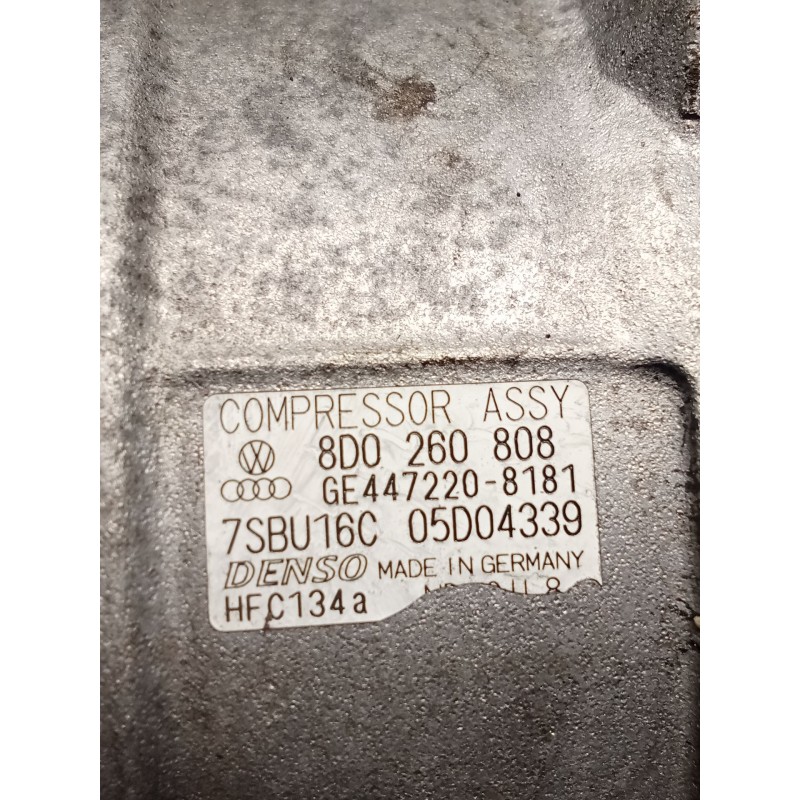 COMPRESSOR ASSY
8D0 260 808
GE447220-8181
7SBU16C 05D04339
DENSO MADE IN GERMANY
HFC134a